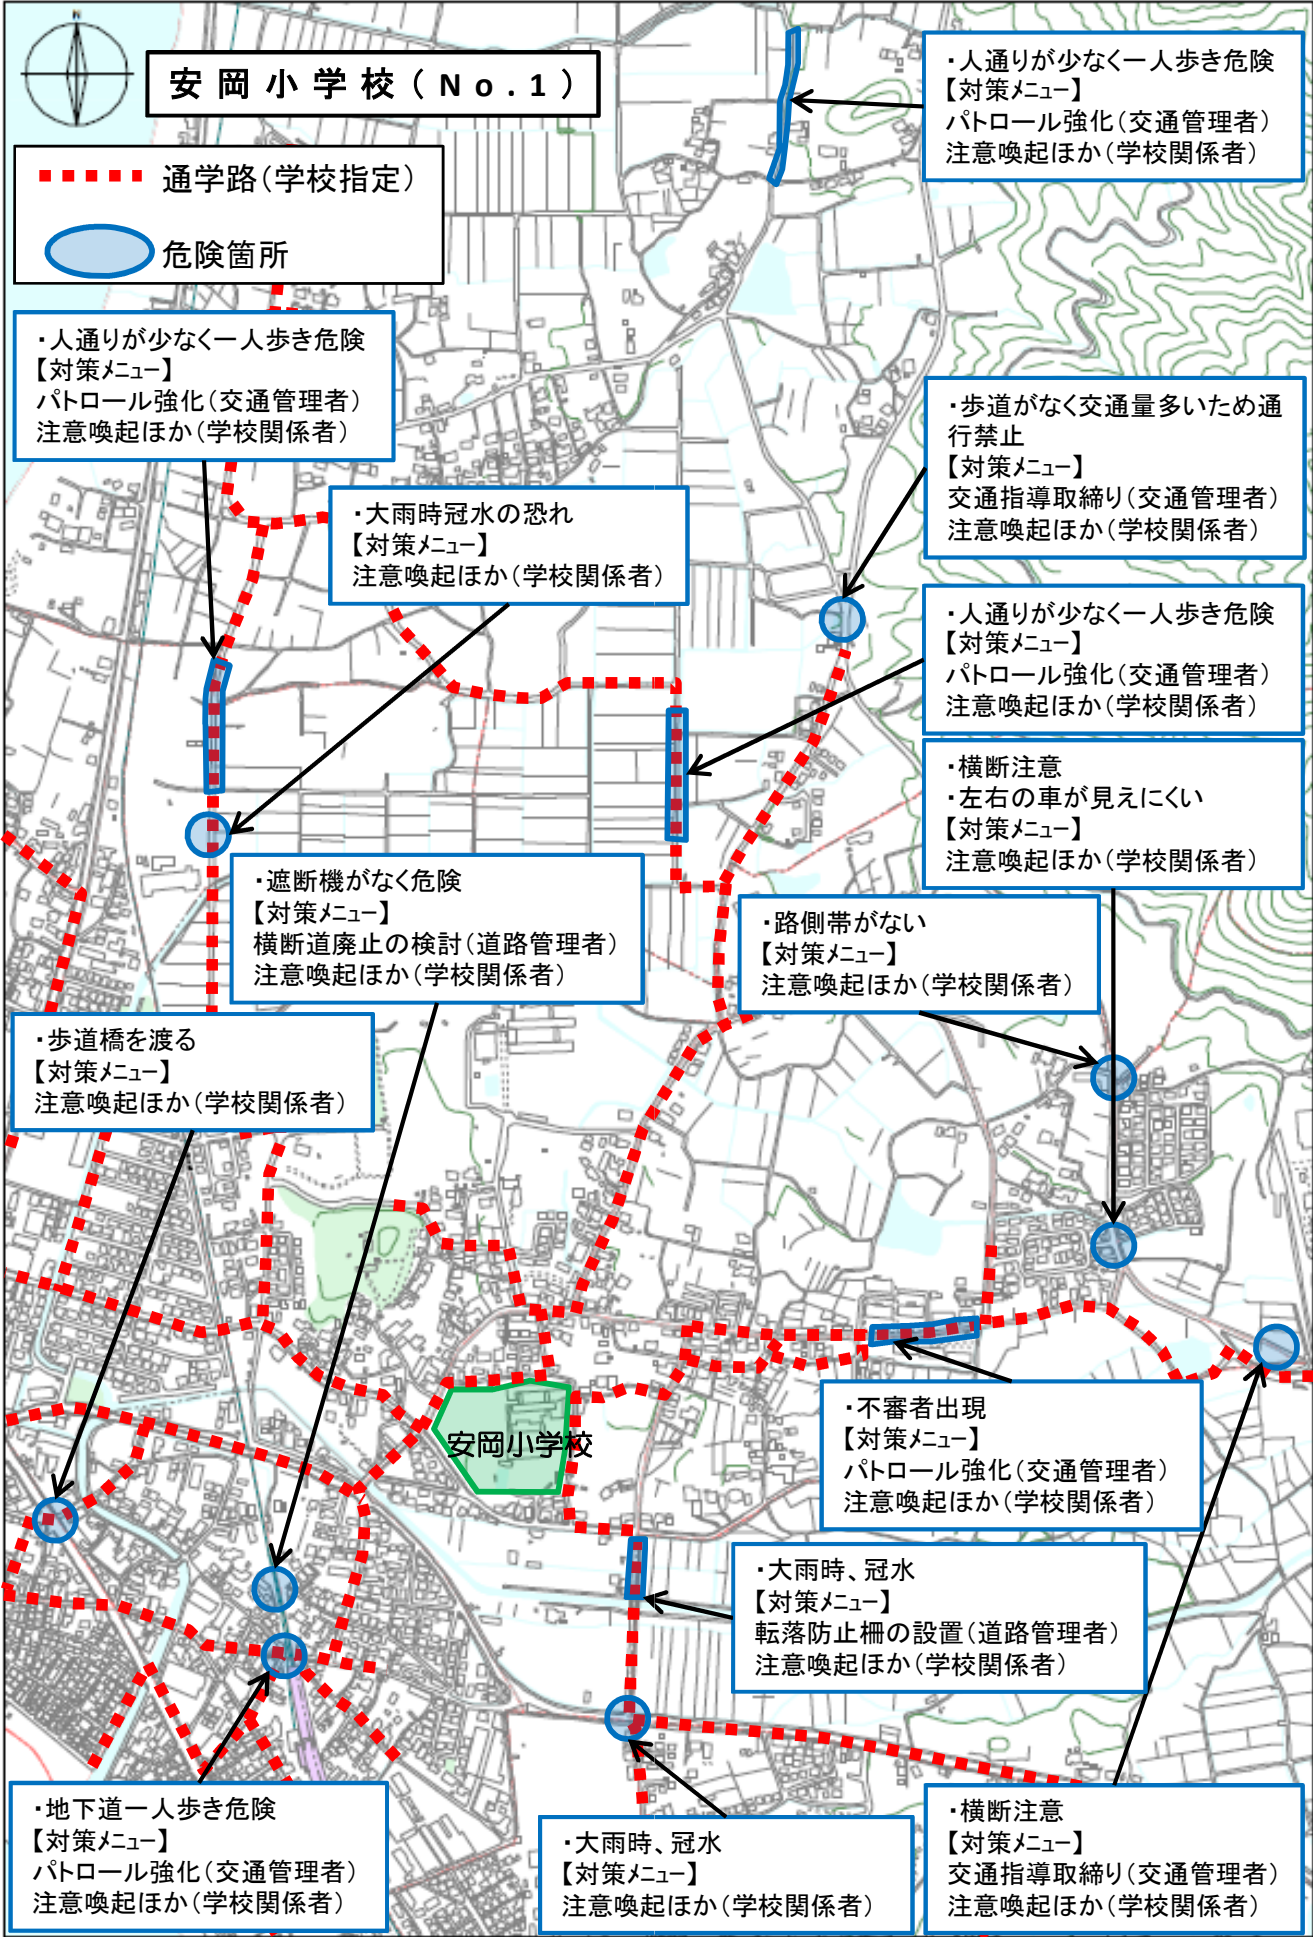 N
安岡小学校(No.1)
通学路(学校指定)
危険箇所
・人通りが少なく一人歩き危険
【対策メニュー】
パトロール強化(交通管理者)
注意喚起ほか(学校関係者)
・人通りが少なく一人歩き危険
【対策メニュー】
パトロール強化(交通管理者)
注意喚起ほか(学校関係者)
・歩道がなく交通量多いため通
行禁止
【対策メニュー】
交通指導取締り(交通管理者)
注意喚起ほか(学校関係者)
・大雨時冠水の恐れ
【対策メニュー】
注意喚起ほか(学校関係者)
・人通りが少なく一人歩き危険
【対策メニュー】
パトロール強化(交通管理者)
注意喚起ほか(学校関係者)
・横断注意
・左右の車が見えにくい
【対策メニュー】
注意喚起ほか(学校関係者)
・遮断機がなく危険
【対策メニュー】
横断道廃止の検討(道路管理者)
注意喚起ほか(学校関係者)
・路側帯がない
【対策メニュー】
注意喚起ほか(学校関係者)
・歩道橋を渡る
【対策メニュー】
注意喚起ほか(学校関係者)
安岡小学校
・不審者出現
【対策メニュー】
パトロール強化(交通管理者)
注意喚起ほか(学校関係者)
・大雨時、冠水
【対策メニュー】
転落防止柵の設置(道路管理者)
注意喚起ほか(学校関係者)
・地下道一人歩き危険
【対策メニュー】
パトロール強化(交通管理者)
注意喚起ほか(学校関係者)
・大雨時、冠水
【対策メニュー】
注意喚起ほか(学校関係者)
・横断注意
【対策メニュー】
交通指導取締り(交通管理者)
注意喚起ほか(学校関係者)